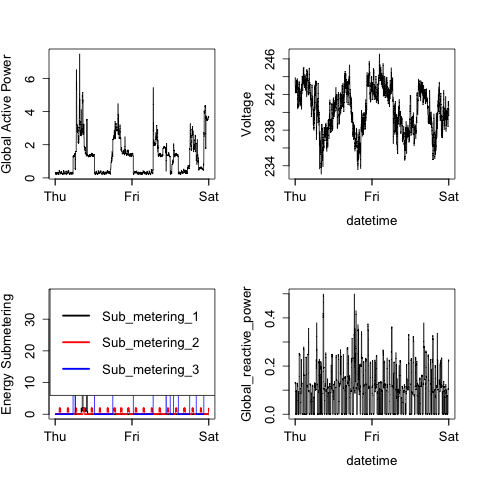 Global Active Power
0 2 4 6
Thu Fri Sat
Voltage
234 238 242 246
Thu Fri Sat
datetime
Energy Submetering
0 10 20 30
Sub_metering_1
Sub_metering_2
Sub_metering_3
Thu Fri Sat
Global_reactive_power
0.0 0.2 0.4
Thu Fri Sat
datetime